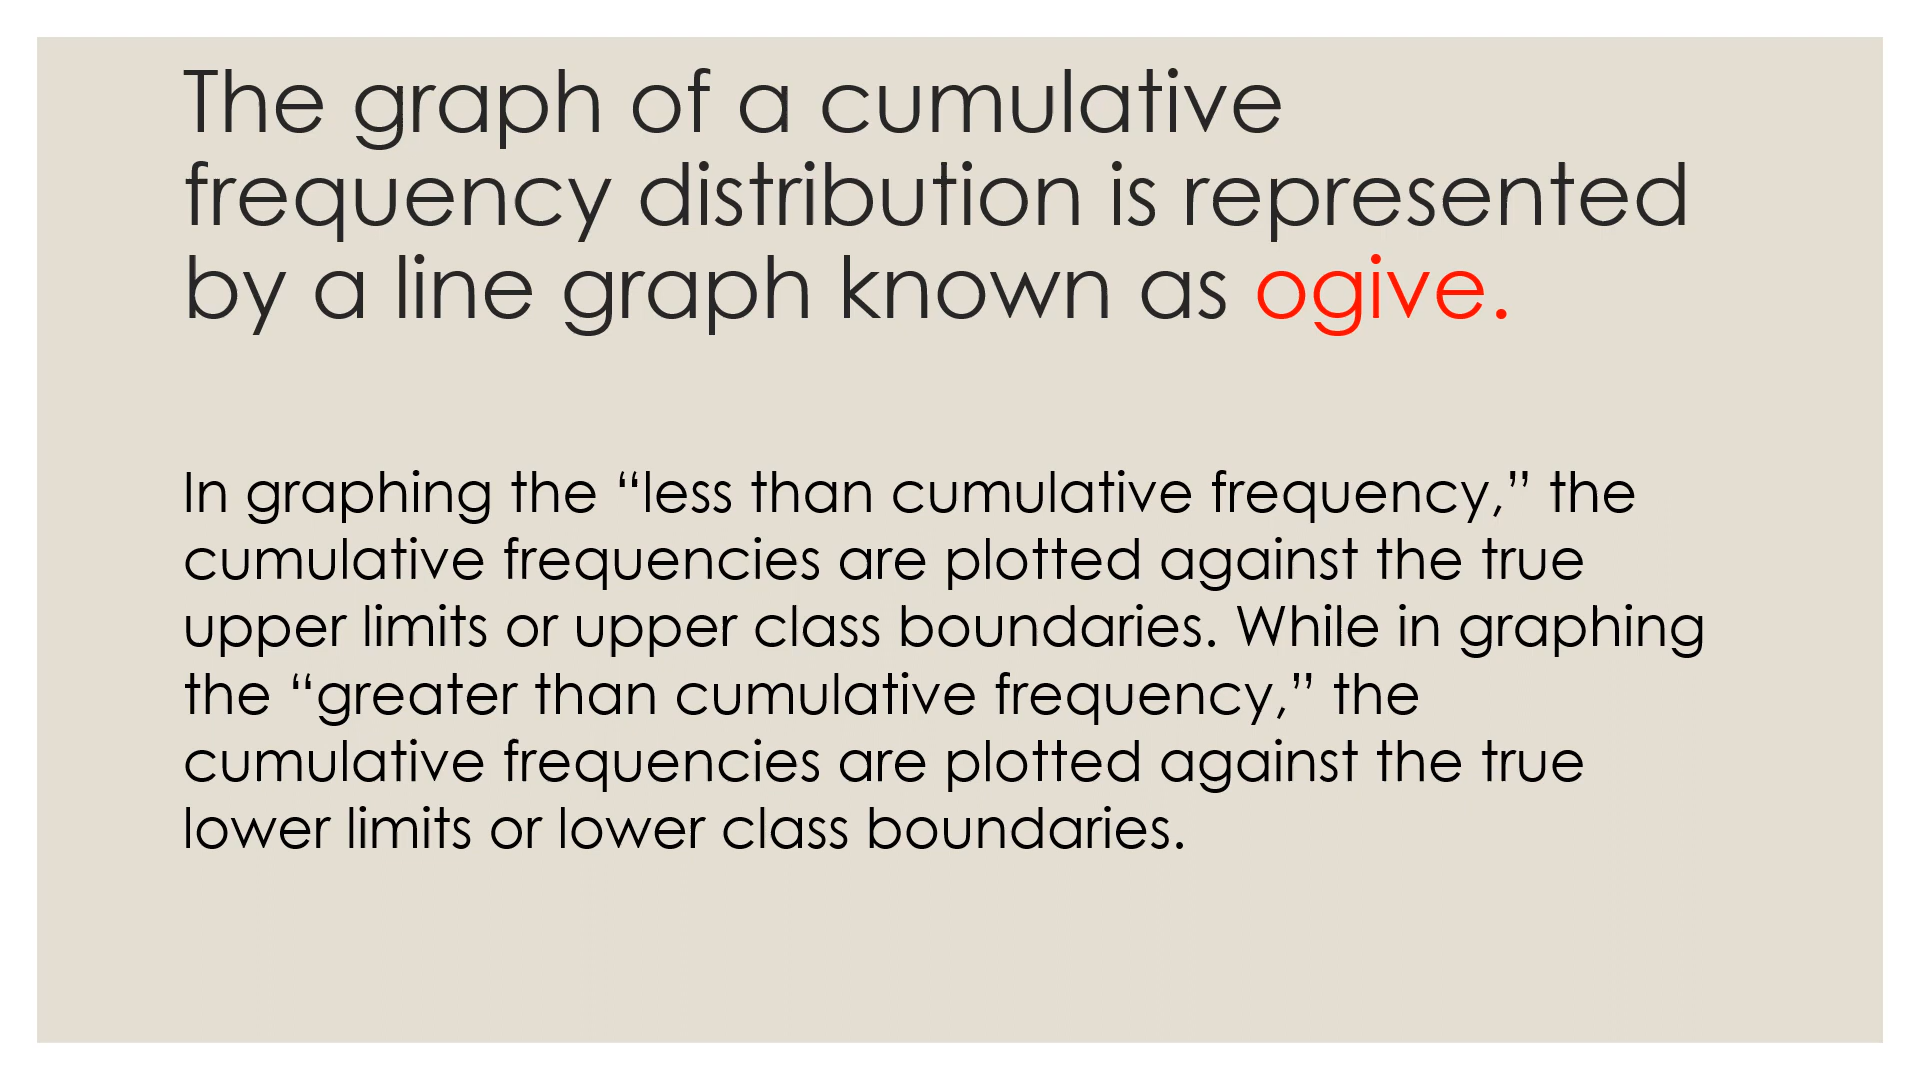 The graph of a cumulative
frequency distribution is represented
by a line graph known as ogive.
In graphing the “less than cumulative frequency,” the
cumulative frequencies are plotted against the true
upper limits or upper class boundaries. While in graphing
the “greater than cumulative frequency,” the
cumulative frequencies are plotted against the true
lower limits or lower class boundaries.